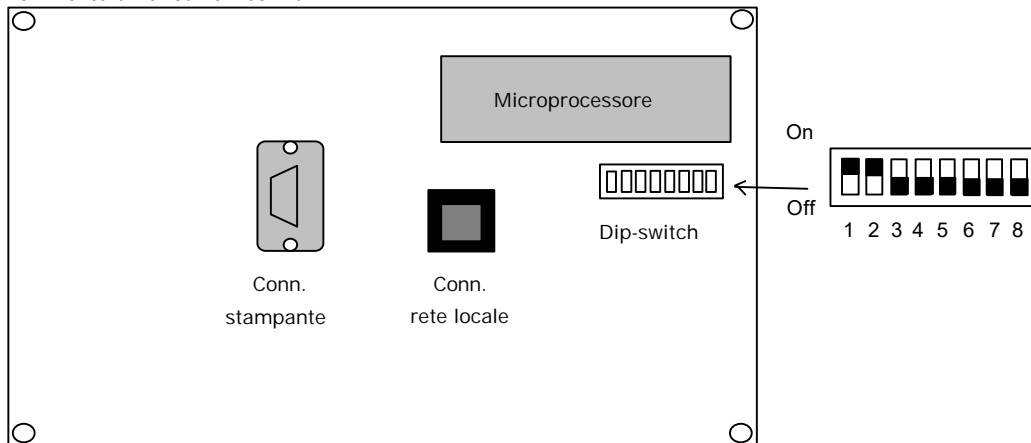 Microprocessore
On
Off
1 2 3 4 5 6 7 8
Dip-switch
Conn.
stampante
Conn.
rete locale